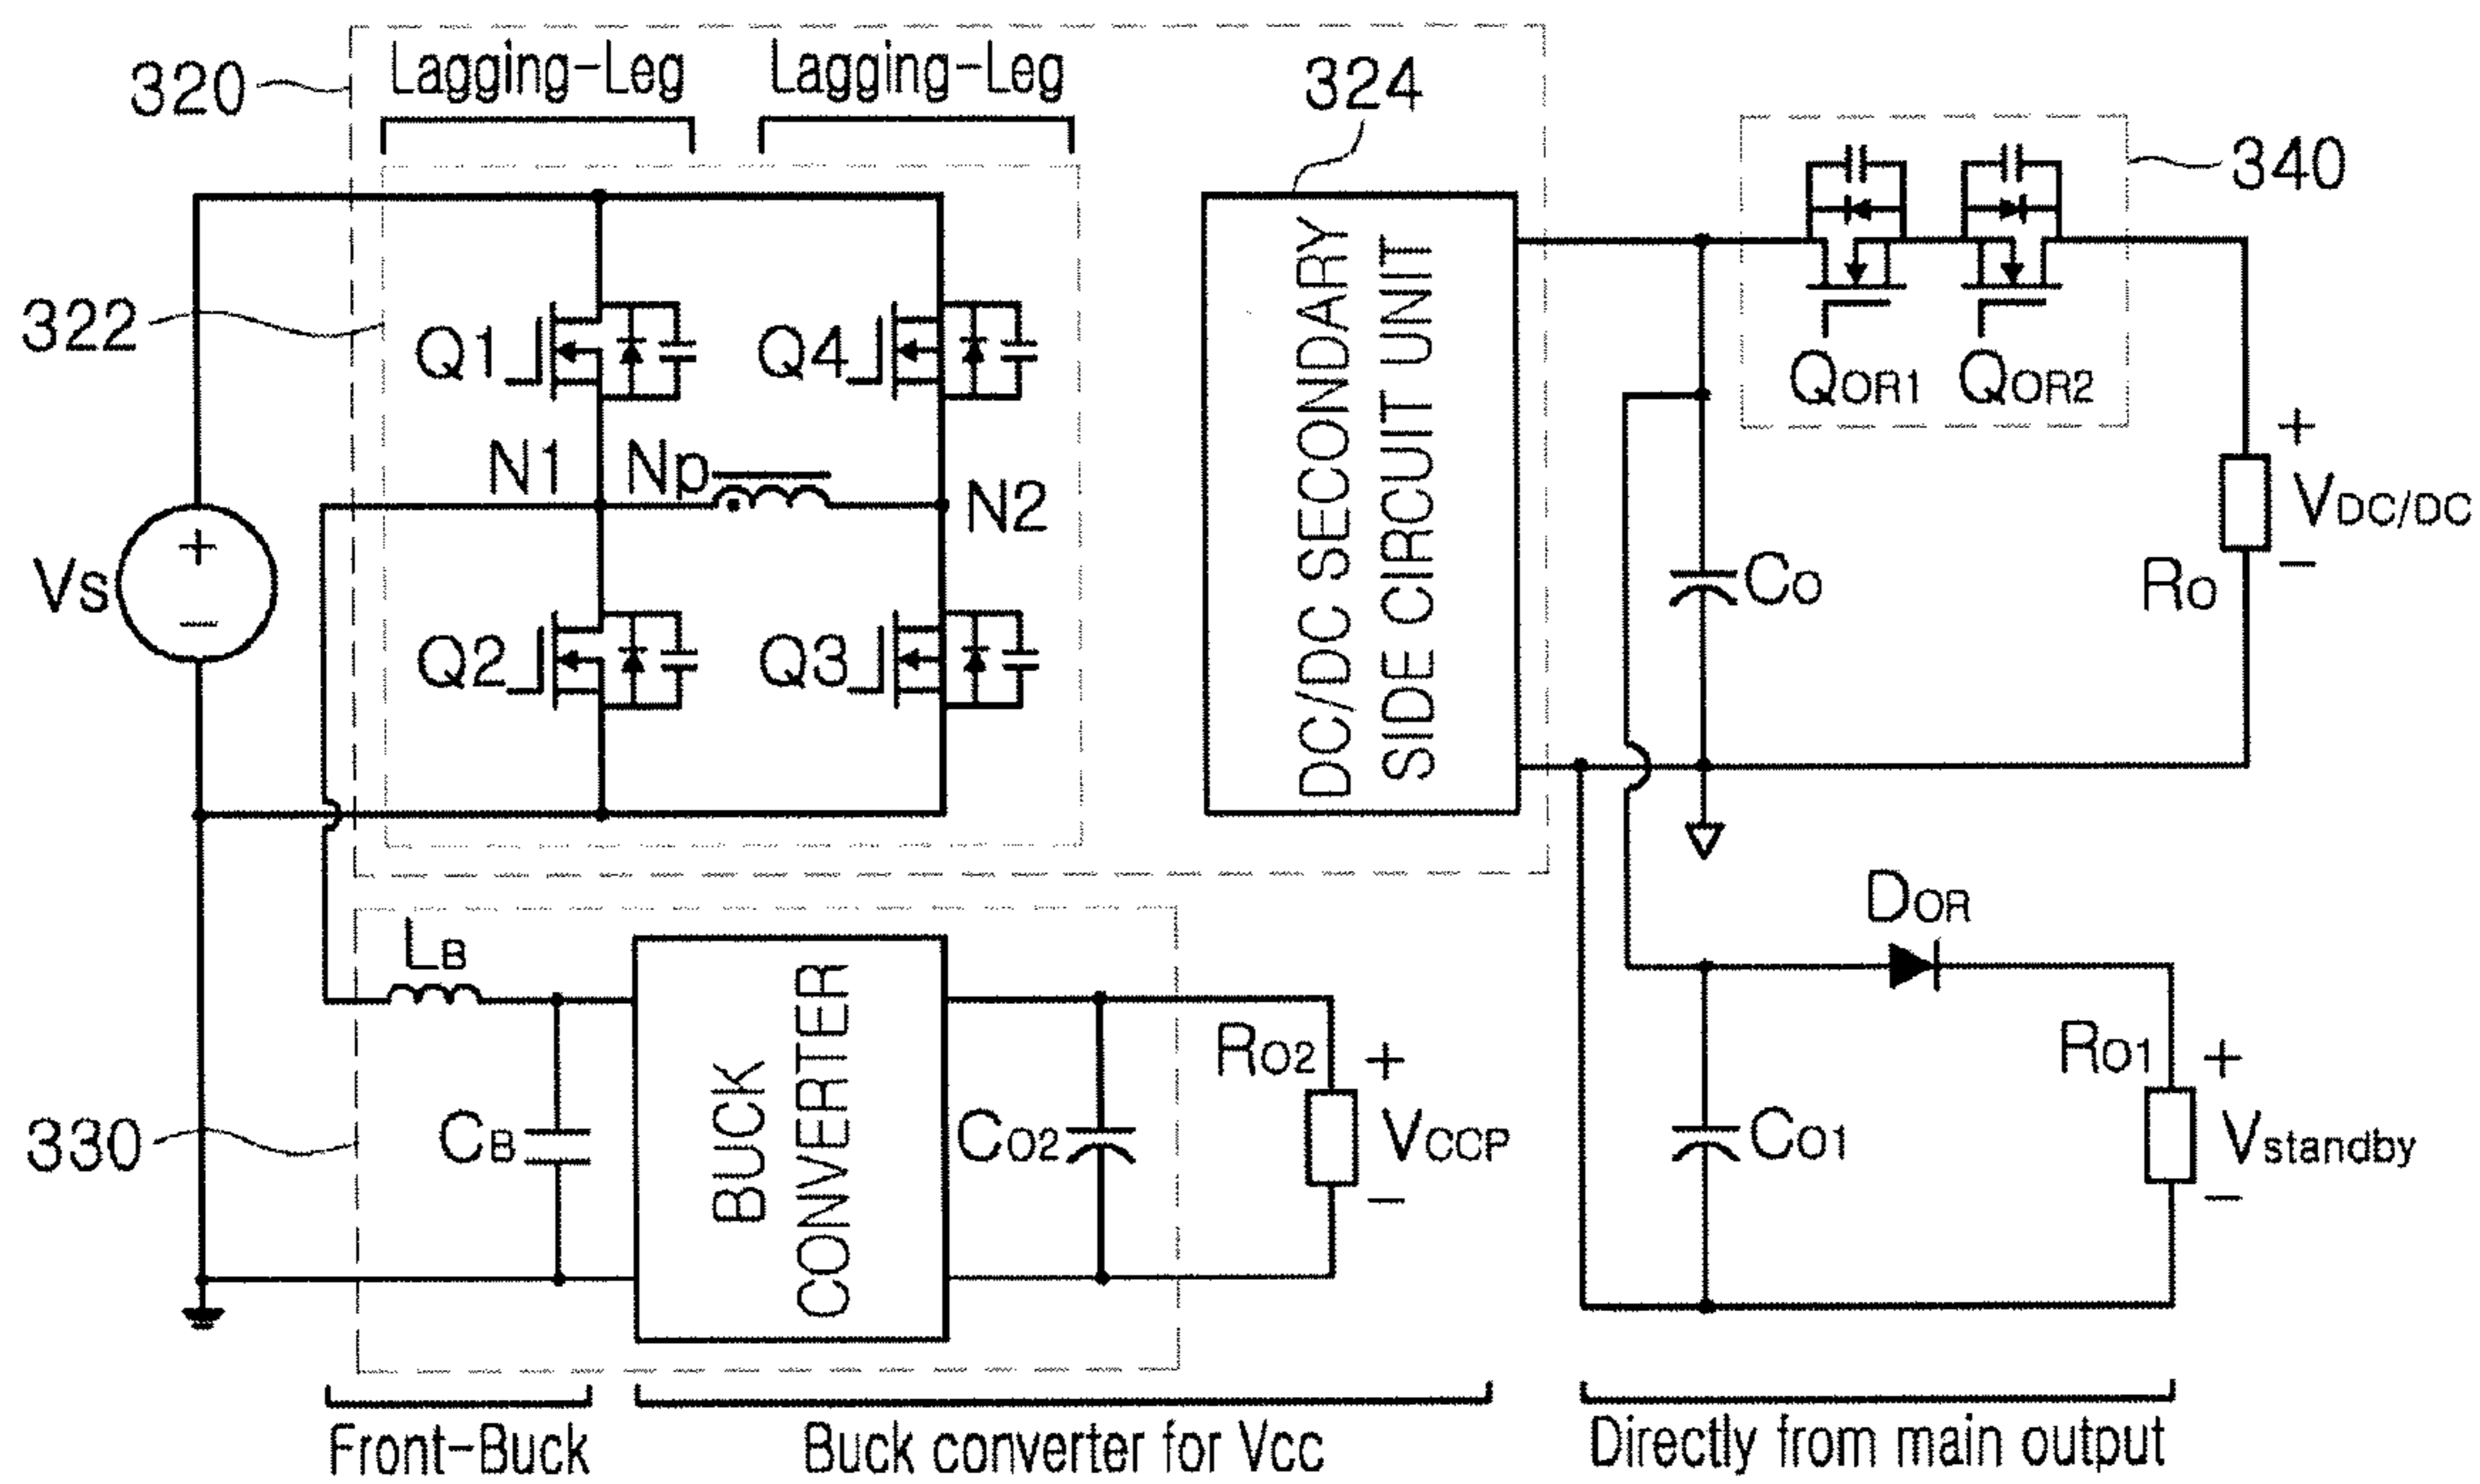 320
Lagging-Leg
Lagging-Leg
324
340
322
Q1
Q4
QOR1
QOR2
N1
Np
N2
+
VDC/DC
−
RO
+
VS
−
Q2
Q3
DC/DC SECONDARY
SIDE CIRCUIT UNIT
CO
DOR
LB
330
CB
BUCK
CONVERTER
CO2
RO2
+
VCCP
−
CO1
RO1
+
Vstandby
−
Front-Buck
Buck converter for Vcc
Directly from main output